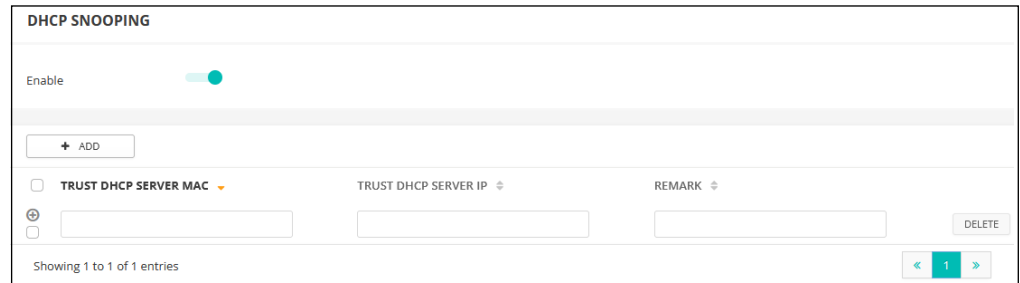 DHCP SNOOPING
Enable
+ ADD
TRUST DHCP SERVER MAC TRUST DHCP SERVER IP REMARK
DELETE
Showing 1 to 1 of 1 entries « 1 »